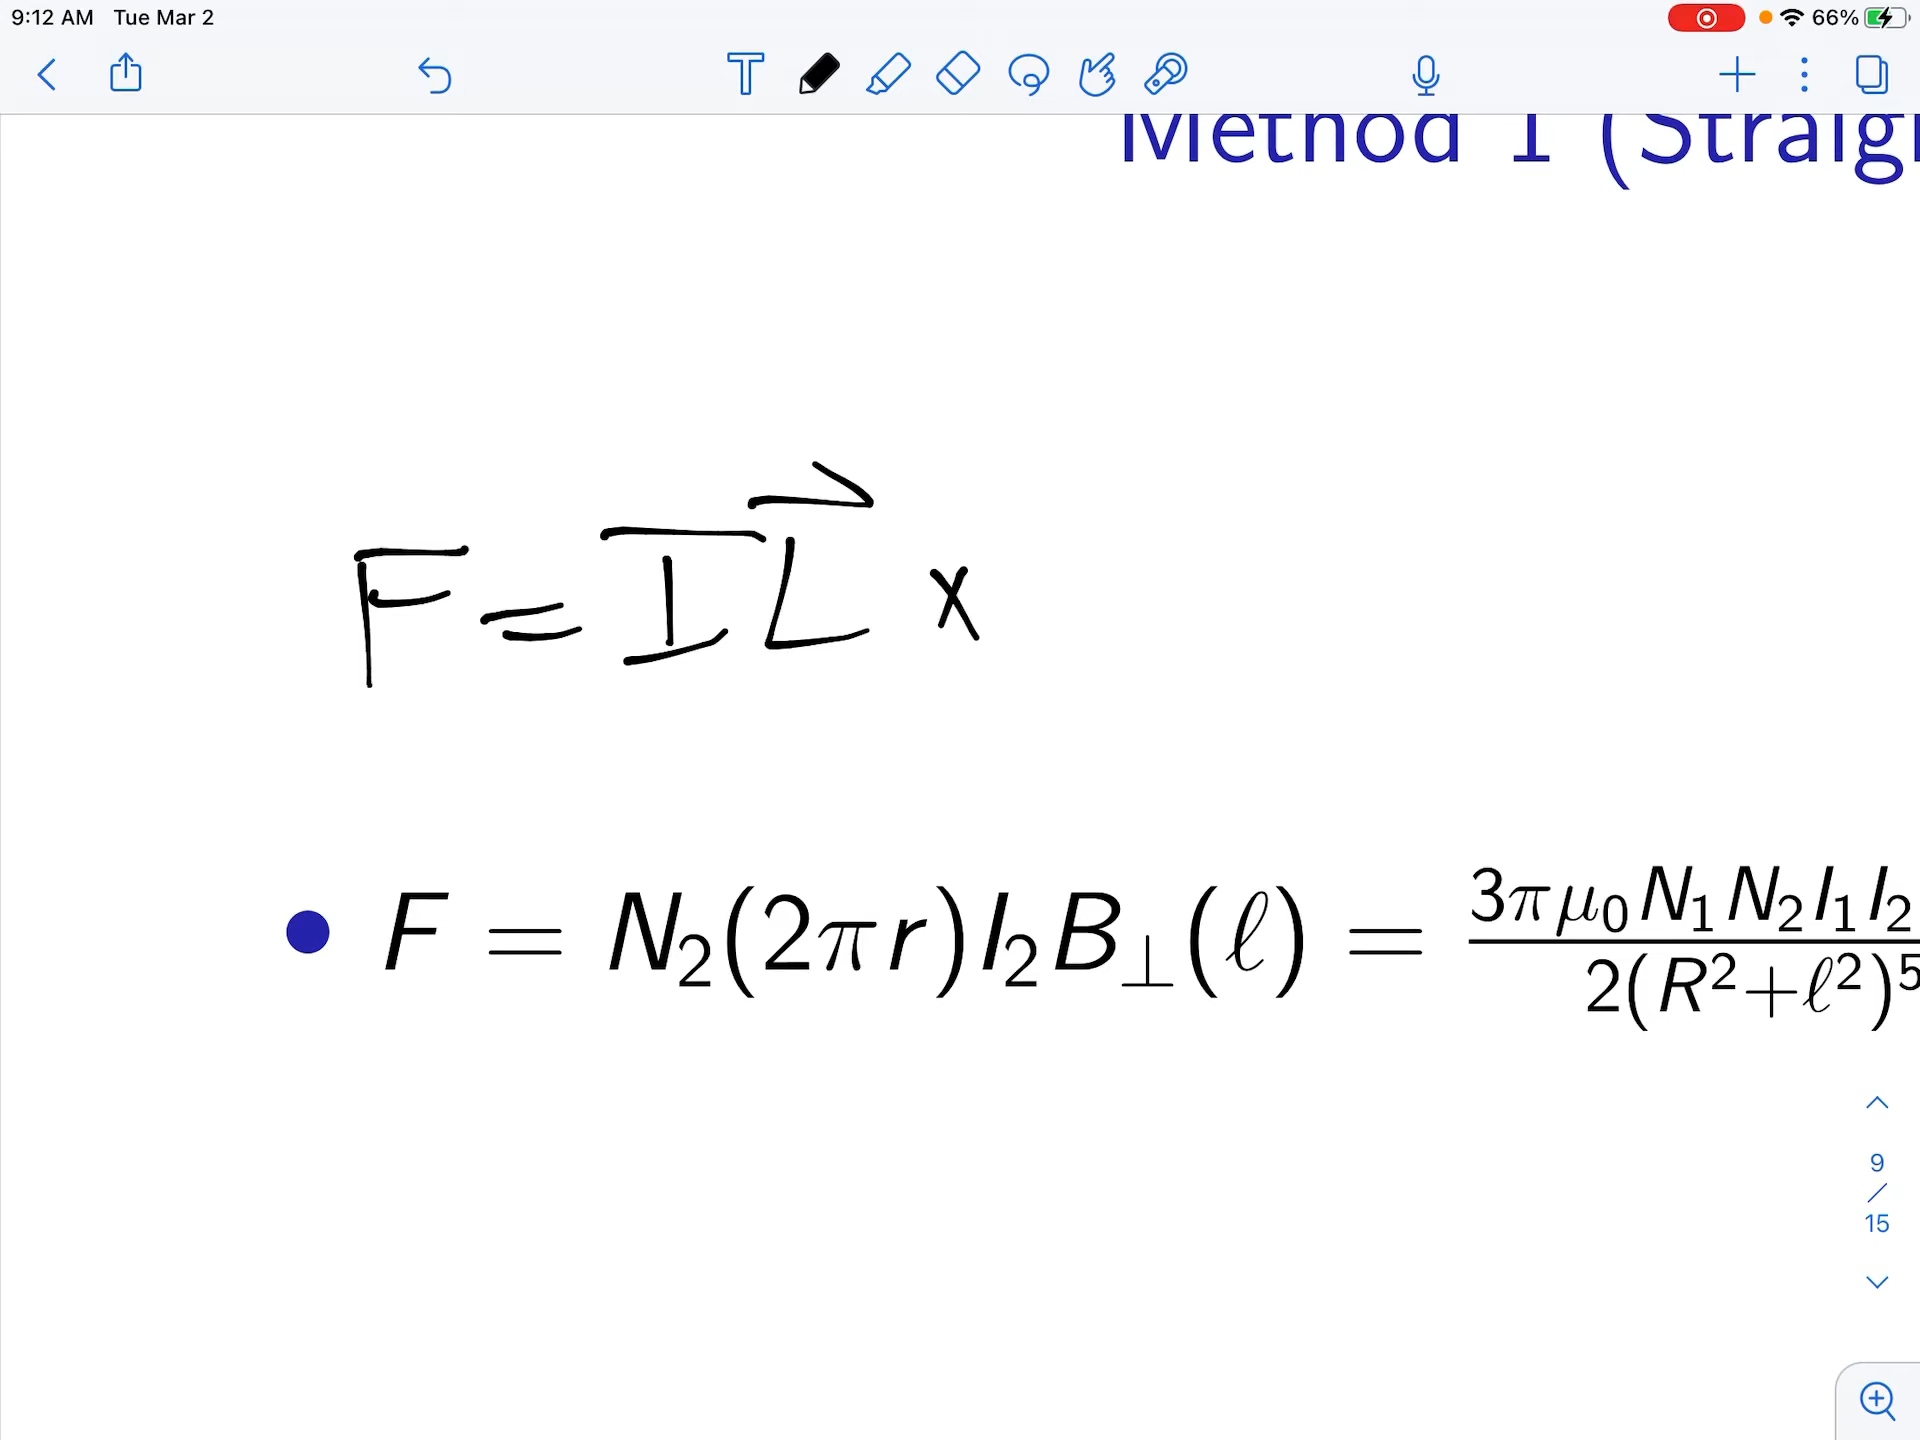 9:12 AM Tue Mar 2 66%
T
Method 1 (Straig
F = I L⃗ ×
• F = N₂(2πr)I₂B⊥(ℓ) = 3πμ₀N₁N₂I₁I₂ / 2(R²+ℓ²)⁵
9
/
15